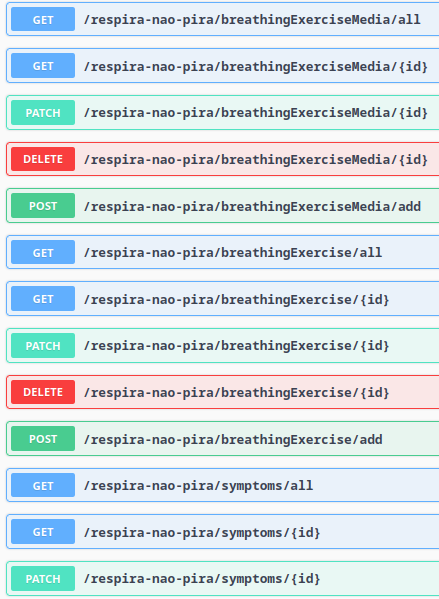 GET /respira-nao-pira/breathingExerciseMedia/all
GET /respira-nao-pira/breathingExerciseMedia/{id}
PATCH /respira-nao-pira/breathingExerciseMedia/{id}
DELETE /respira-nao-pira/breathingExerciseMedia/{id}
POST /respira-nao-pira/breathingExerciseMedia/add
GET /respira-nao-pira/breathingExercise/all
GET /respira-nao-pira/breathingExercise/{id}
PATCH /respira-nao-pira/breathingExercise/{id}
DELETE /respira-nao-pira/breathingExercise/{id}
POST /respira-nao-pira/breathingExercise/add
GET /respira-nao-pira/symptoms/all
GET /respira-nao-pira/symptoms/{id}
PATCH /respira-nao-pira/symptoms/{id}